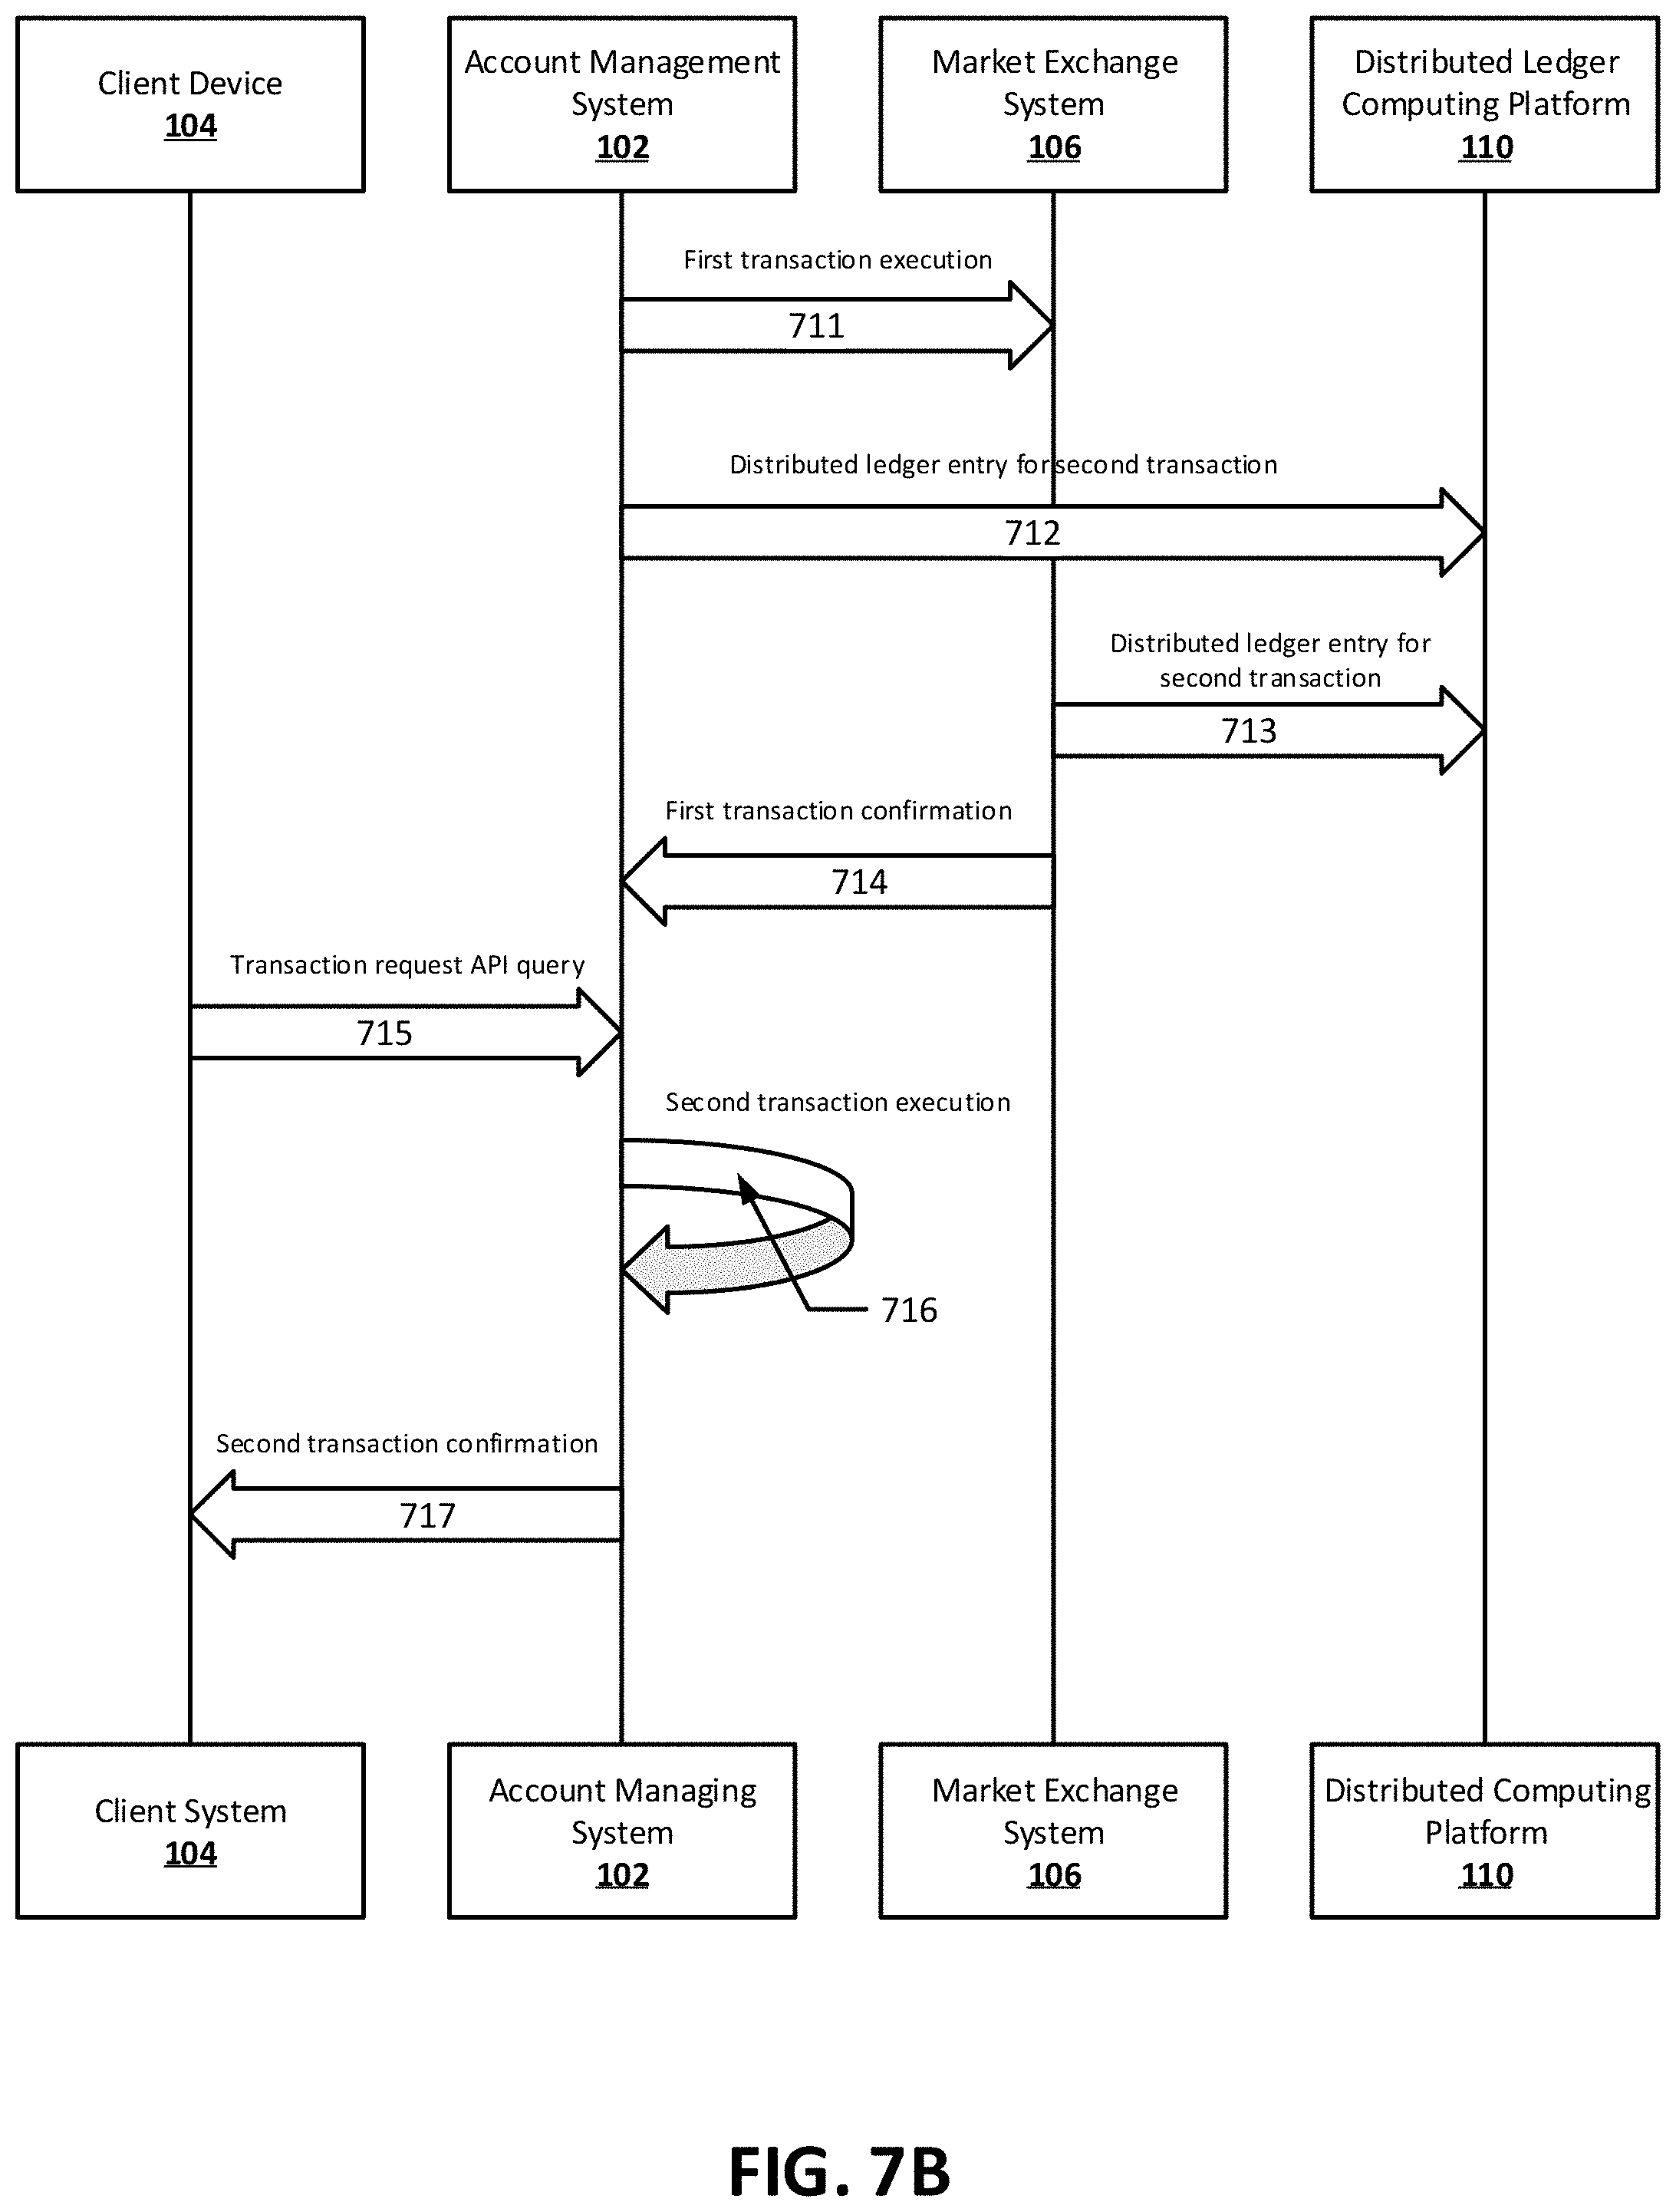 Client Device
104
Account Management
System
102
Market Exchange
System
106
Distributed Ledger
Computing Platform
110
First transaction execution
711
Distributed ledger entry for second transaction
712
Distributed ledger entry for
second transaction
713
First transaction confirmation
714
Transaction request API query
715
Second transaction execution
716
Second transaction confirmation
717
Client System
104
Account Managing
System
102
Market Exchange
System
106
Distributed Computing
Platform
110
FIG. 7B